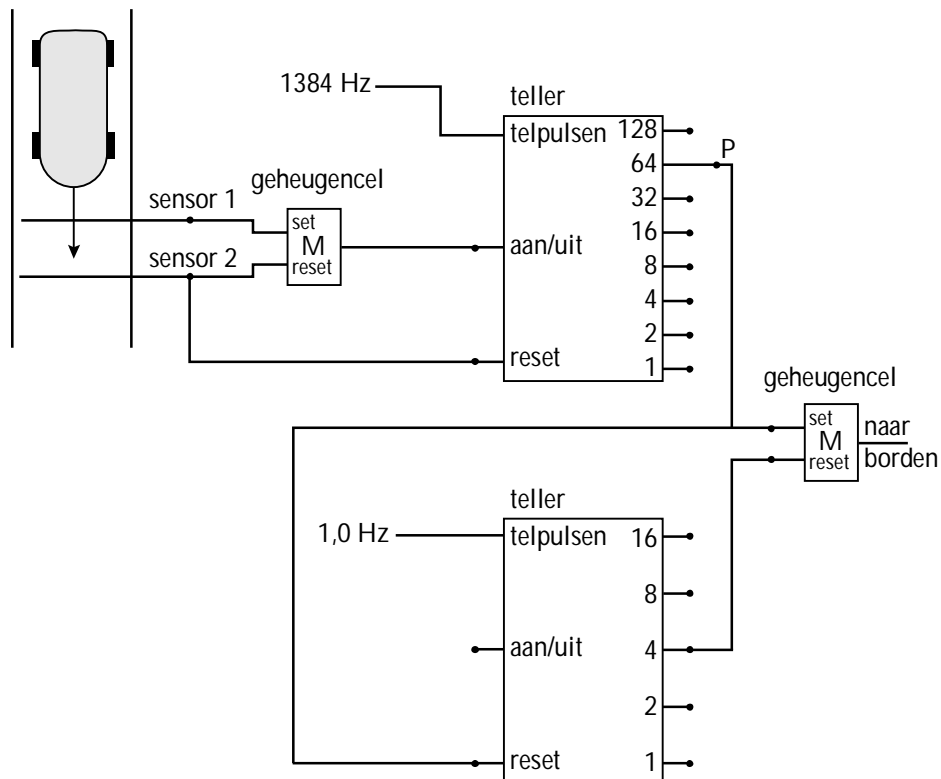 1384 Hz
teller
telpulsen
128
64
P
32
16
8
4
2
1
aan/uit
reset
geheugencel
sensor 1
sensor 2
set
M
reset
geheugencel
set
M
reset
naar
borden
teller
1,0 Hz
telpulsen
16
8
aan/uit
4
2
reset
1